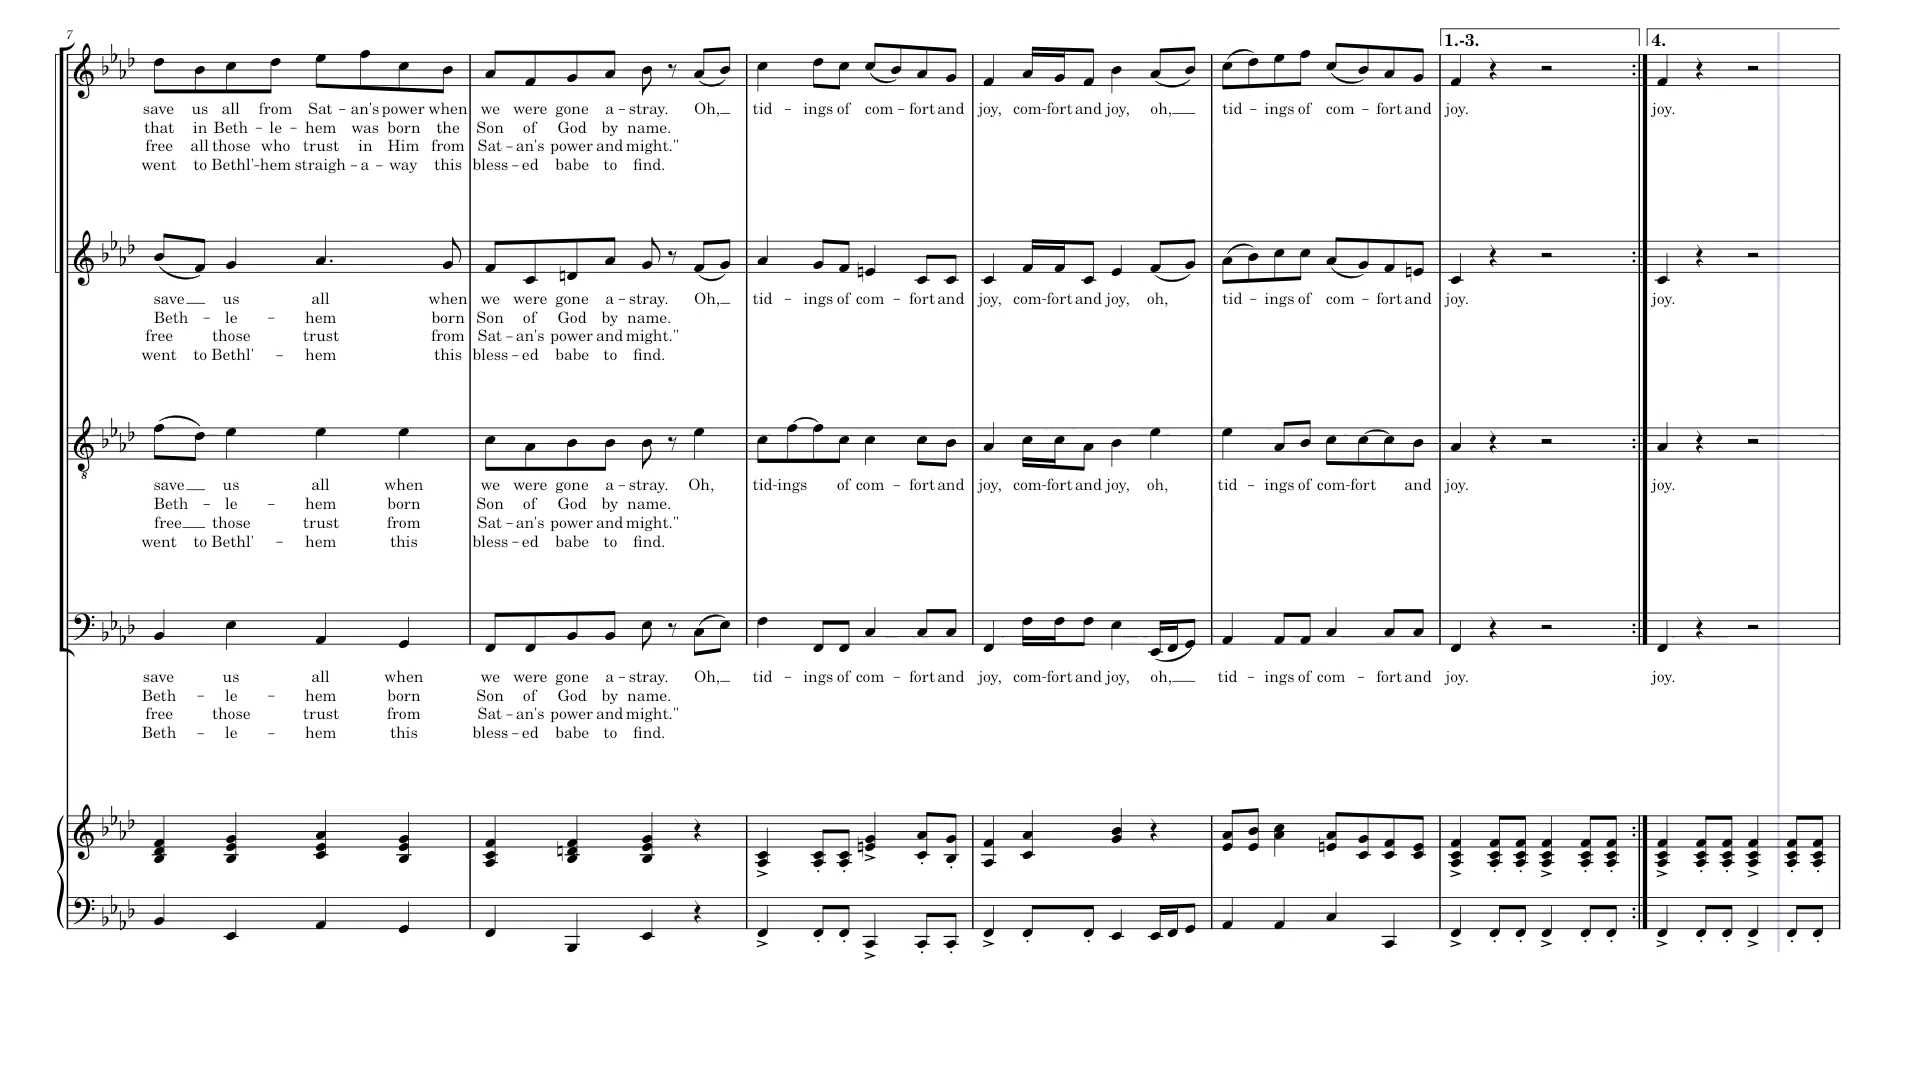 7
1.-3. 4.
save us all from Sat - an's power when we were gone a - stray. Oh, tid - ings of com - fort and joy, com - fort and joy, oh, tid - ings of com - fort and joy. joy.
that in Beth - le - hem was born the Son of God by name.
free all those who trust in Him from Sat - an's power and might."
went to Bethl' - hem straigh - a - way this bless - ed babe to find.
save us all when we were gone a - stray. Oh, tid - ings of com - fort and joy, com - fort and joy, oh, tid - ings of com - fort and joy. joy.
Beth - le - hem born Son of God by name.
free those trust from Sat - an's power and might."
went to Bethl' - hem this bless - ed babe to find.
save us all when we were gone a - stray. Oh, tid - ings of com - fort and joy, com - fort and joy, oh, tid - ings of com - fort and joy. joy.
Beth - le - hem born Son of God by name.
free those trust from Sat - an's power and might."
went to Bethl' - hem this bless - ed babe to find.
save us all when we were gone a - stray. Oh, tid - ings of com - fort and joy, com - fort and joy, oh, tid - ings of com - fort and joy. joy.
Beth - le - hem born Son of God by name.
free those trust from Sat - an's power and might."
Beth - le - hem this bless - ed babe to find.